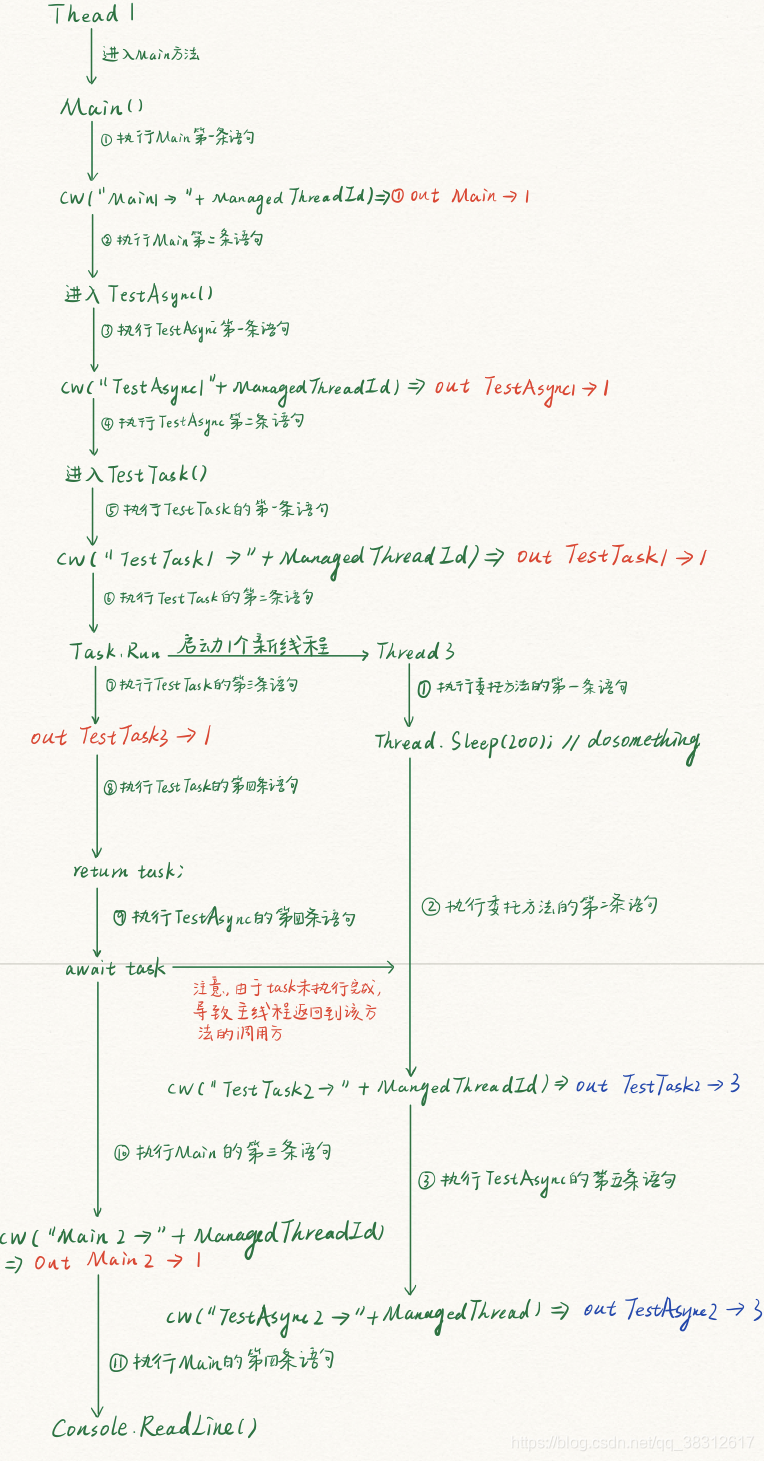 Thead 1
进入Main方法
Main()
① 执行Main第一条语句
CW("Main1→"+ManagedThreadId)=>① out Main→1
② 执行Main第二条语句
进入TestAsync()
③ 执行TestAsync第一条语句
CW("TestAsync1"+ManagedThreadId) => out TestAsync1→1
④ 执行TestAsync第二条语句
进入TestTask()
⑤ 执行TestTask的第一条语句
CW("TestTask1→"+ManagedThreadId)=> out TestTask1→1
⑥ 执行TestTask的第二条语句
Task.Run 启动1个新线程 Thread3
⑦ 执行TestTask的第三条语句
① 执行委托方法的第一条语句
out TestTask3→1
Thread.Sleep(200); // dosomething
⑧ 执行TestTask的第四条语句
return task;
② 执行委托方法的第二条语句
⑨ 执行TestAsync的第四条语句
await task
注意,由于task未执行完成,
导致主线程返回到该方
法的调用方
CW("TestTask2→"+MangedThreadId)=> out TestTask2→3
⑩ 执行Main的第三条语句
③ 执行TestAsync的第五条语句
CW("Main2→"+ManagedThreadId)
=> Out Main2→1
CW("TestAsync2→"+ManagedThread) => out TestAsync2→3
⑪ 执行Main的第四条语句
Console.ReadLine()
https://blog.csdn.net/qq_38312617